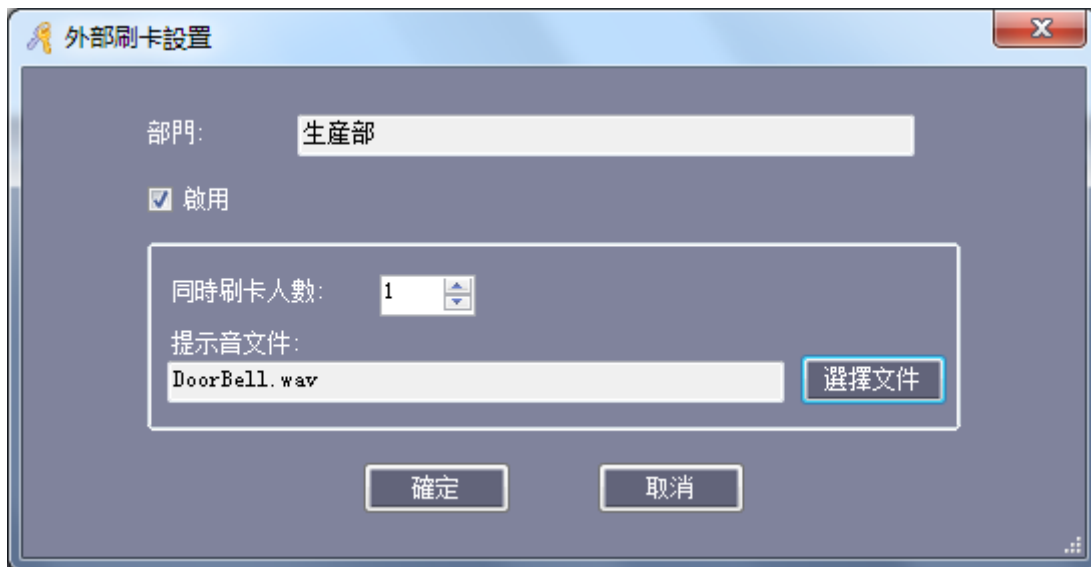 外部刷卡設置
部門: 生產部
啟用
同時刷卡人數: 1
提示音文件:
DoorBell.wav 選擇文件
確定 取消